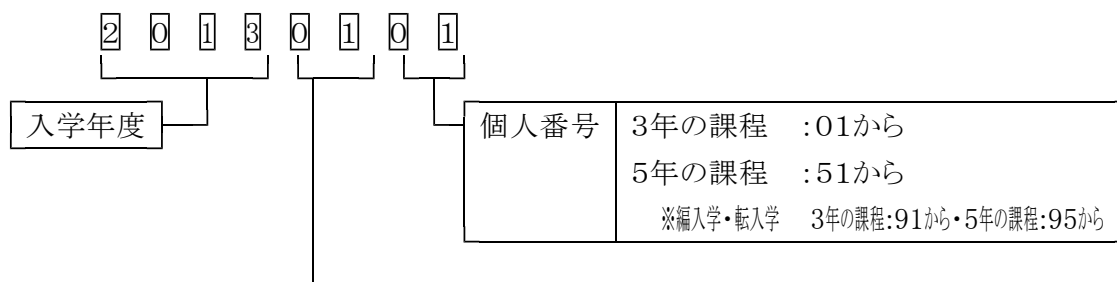 2 0 1 3 0 1 0 1
入学年度
個人番号
3年の課程 :01から
5年の課程 :51から
※編入学・転入学 3年の課程:91から・5年の課程:95から